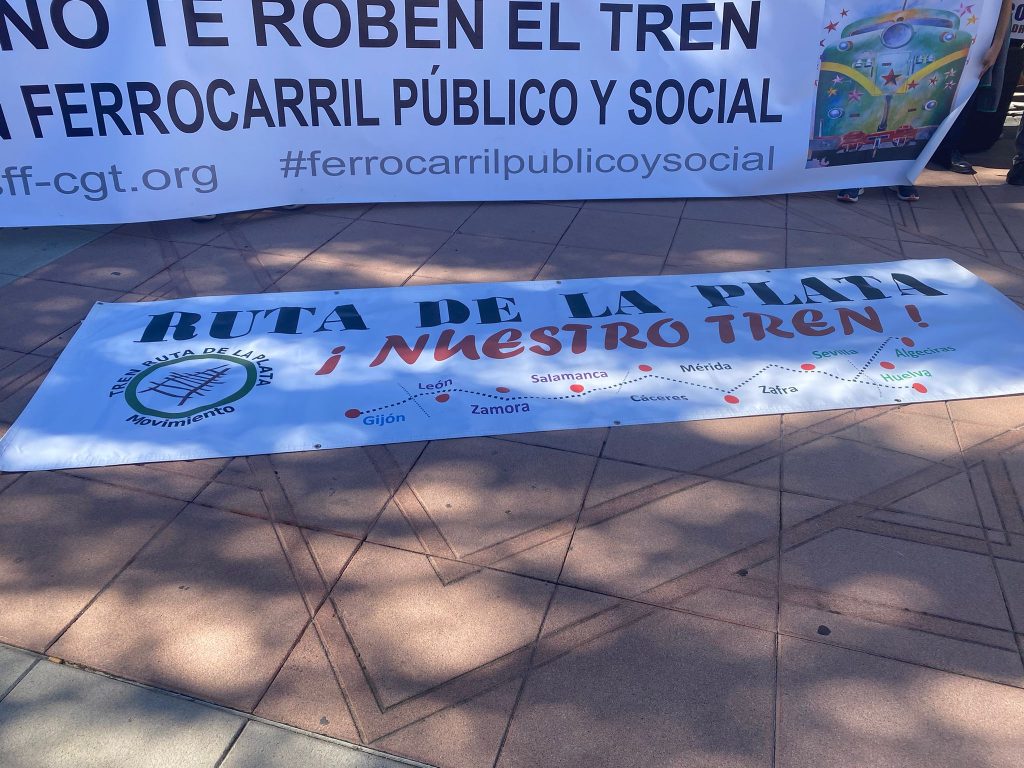 NO TE ROBEN EL TREN
FERROCARRIL PÚBLICO Y SOCIAL
ff-cgt.org #ferrocarrilpublicoysocial
RUTA DE LA PLATA
¡ NUESTRO TREN !
TREN RUTA DE LA PLATA
Movimiento
Gijón
León
Zamora
Salamanca
Cáceres
Mérida
Zafra
Sevilla
Algeciras
Huelva